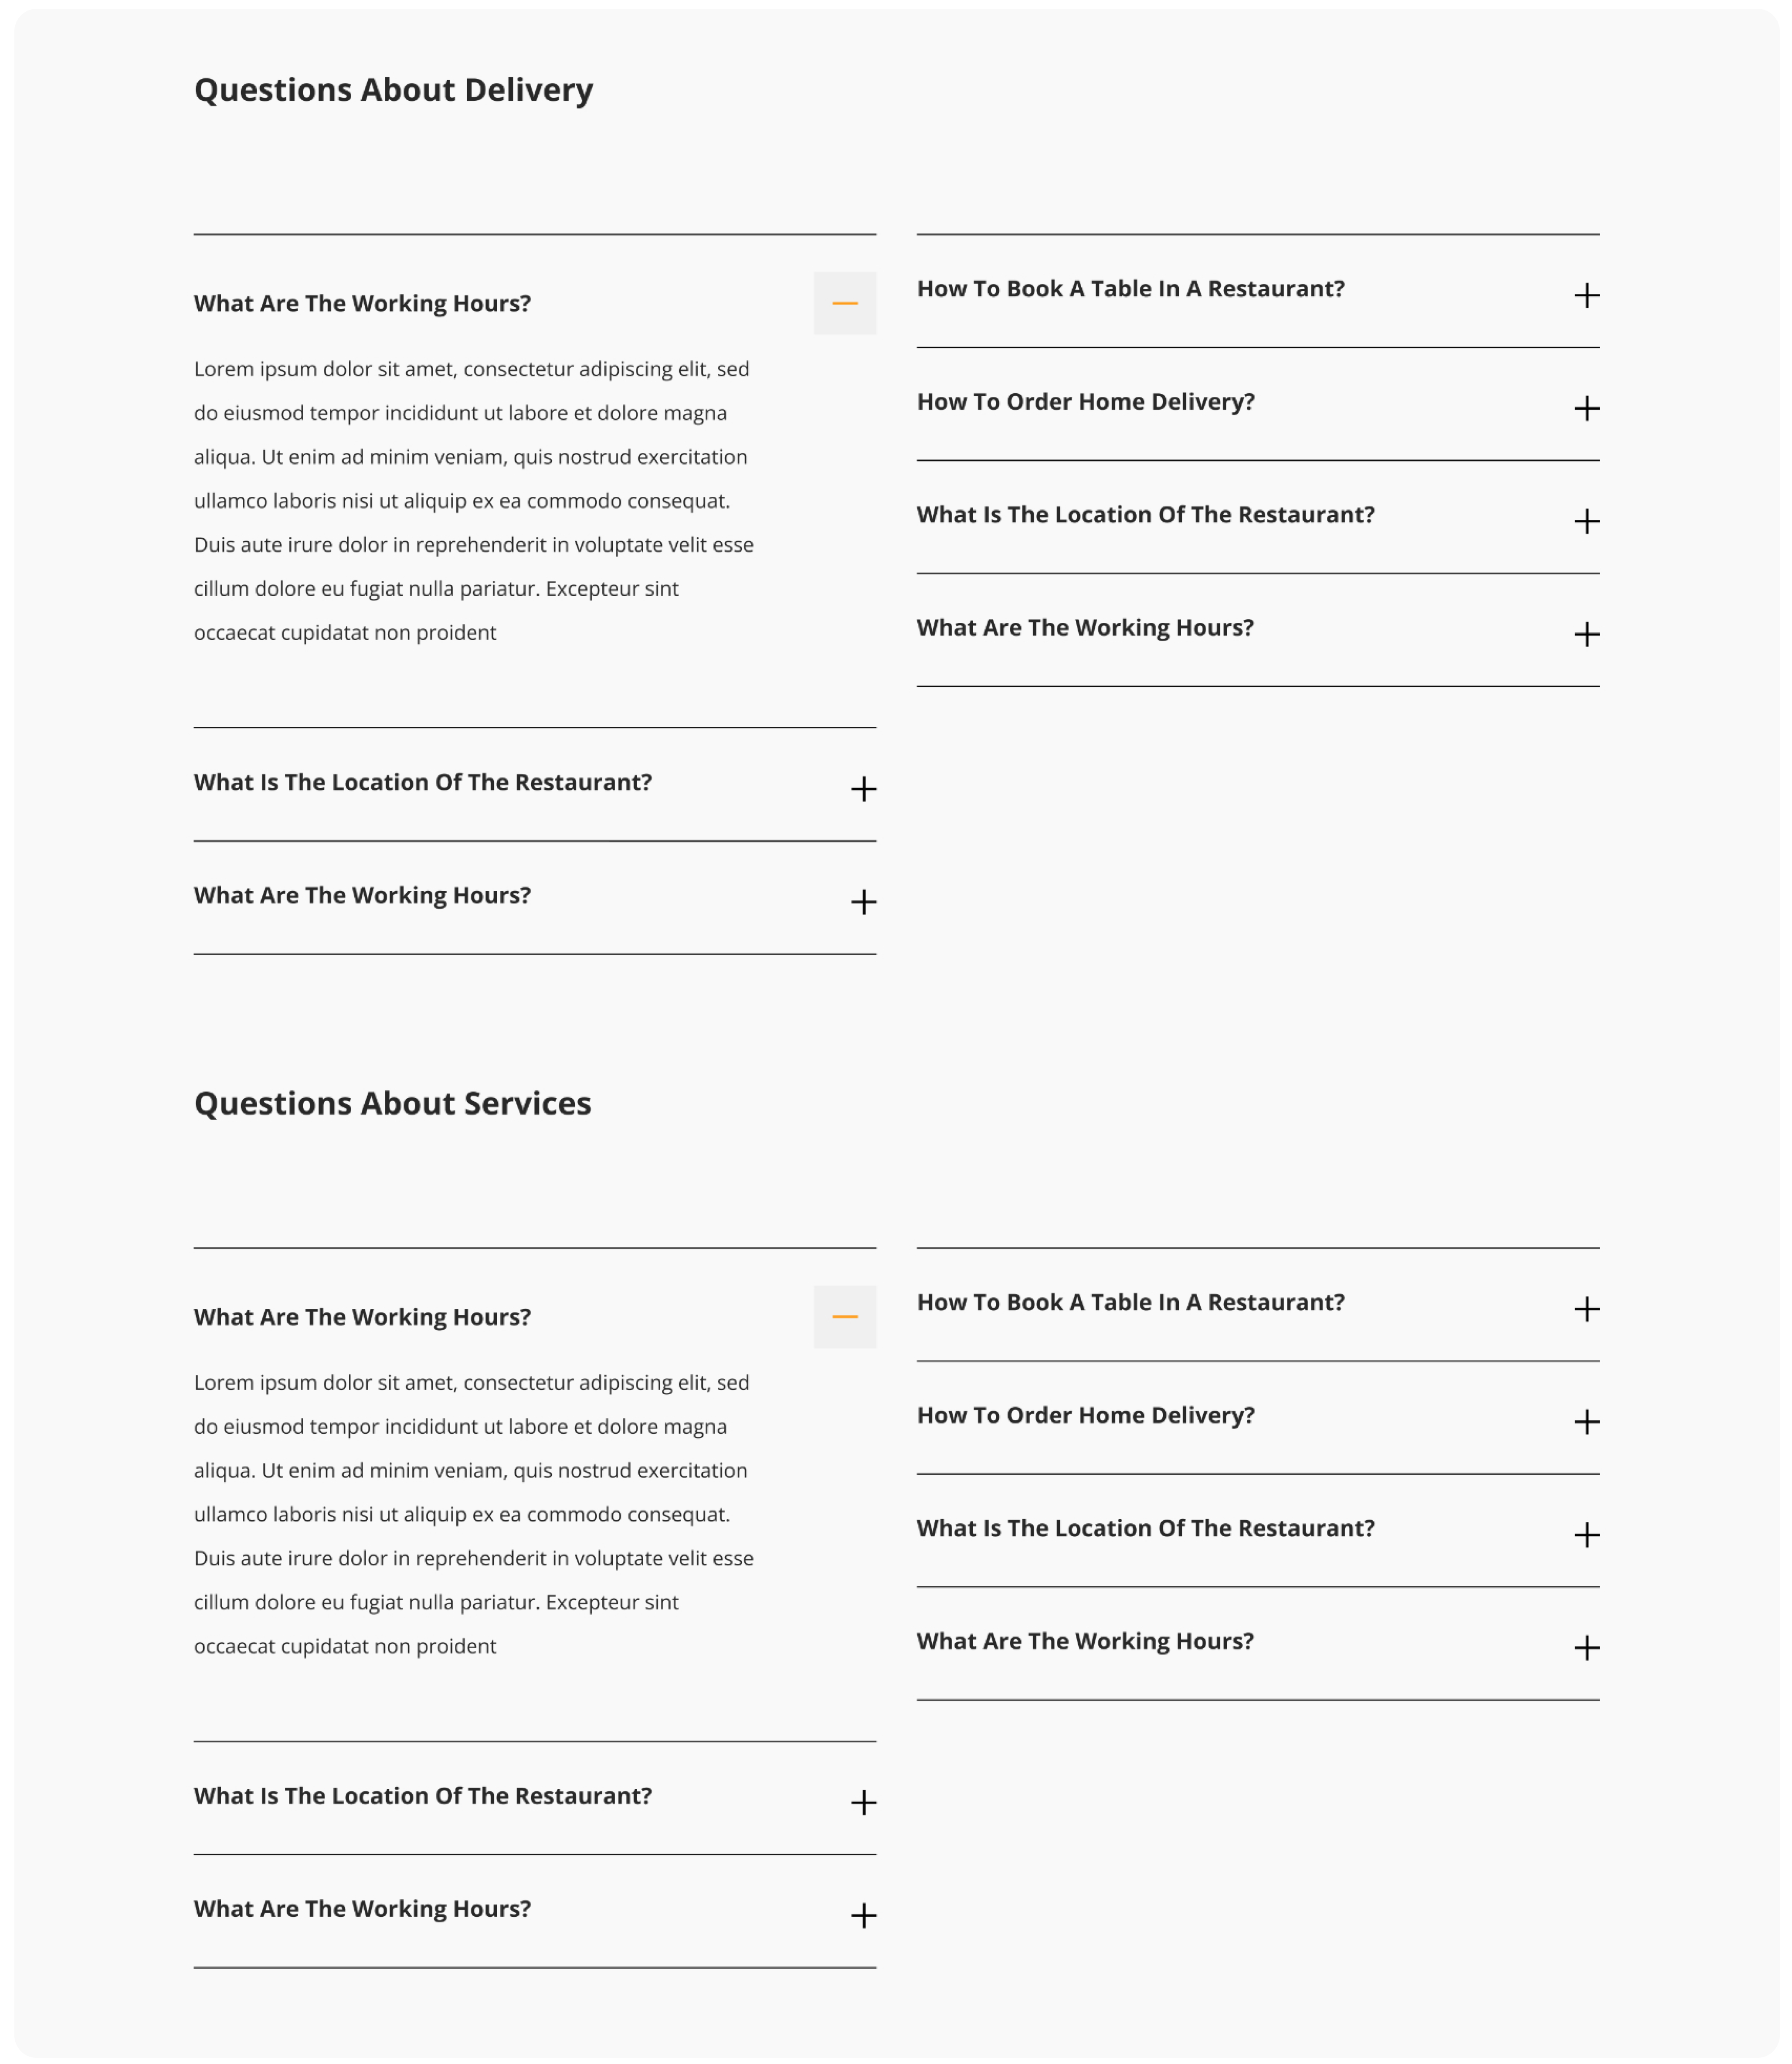 Questions About Delivery
What Are The Working Hours?
Lorem ipsum dolor sit amet, consectetur adipiscing elit, sed
do eiusmod tempor incididunt ut labore et dolore magna
aliqua. Ut enim ad minim veniam, quis nostrud exercitation
ullamco laboris nisi ut aliquip ex ea commodo consequat.
Duis aute irure dolor in reprehenderit in voluptate velit esse
cillum dolore eu fugiat nulla pariatur. Excepteur sint
occaecat cupidatat non proident
What Is The Location Of The Restaurant?
What Are The Working Hours?
How To Book A Table In A Restaurant?
How To Order Home Delivery?
What Is The Location Of The Restaurant?
What Are The Working Hours?
Questions About Services
What Are The Working Hours?
Lorem ipsum dolor sit amet, consectetur adipiscing elit, sed
do eiusmod tempor incididunt ut labore et dolore magna
aliqua. Ut enim ad minim veniam, quis nostrud exercitation
ullamco laboris nisi ut aliquip ex ea commodo consequat.
Duis aute irure dolor in reprehenderit in voluptate velit esse
cillum dolore eu fugiat nulla pariatur. Excepteur sint
occaecat cupidatat non proident
What Is The Location Of The Restaurant?
What Are The Working Hours?
How To Book A Table In A Restaurant?
How To Order Home Delivery?
What Is The Location Of The Restaurant?
What Are The Working Hours?